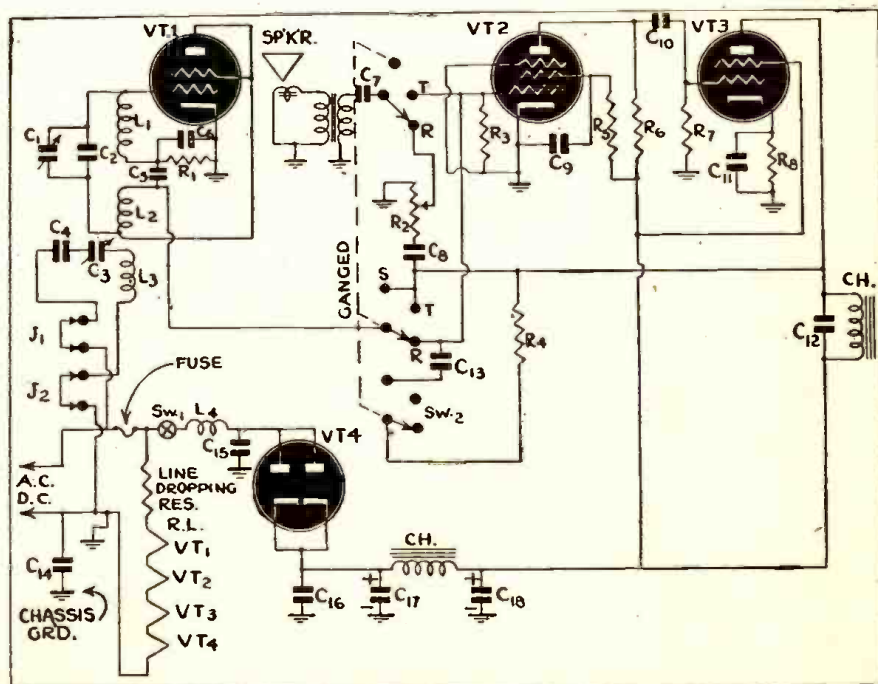 VT1
SP'K'R.
VT2
C10
VT3
C7
T
R
C1
C2
L1
C6
R1
C5
L2
R3
C9
R5
R6
R7
C11
R8
C4
C3
L3
R2
C8
GANGED
S
T
R
C13
R4
C12
CH.
J1
J2
FUSE
SW1
L4
C15
VT4
SW-2
A.C.
D.C.
LINE
DROPPING
RES.
R.L.
VT1
VT2
VT3
VT4
C14
CHASSIS
GRD.
C16
+
-
C17
CH.
+
-
C18